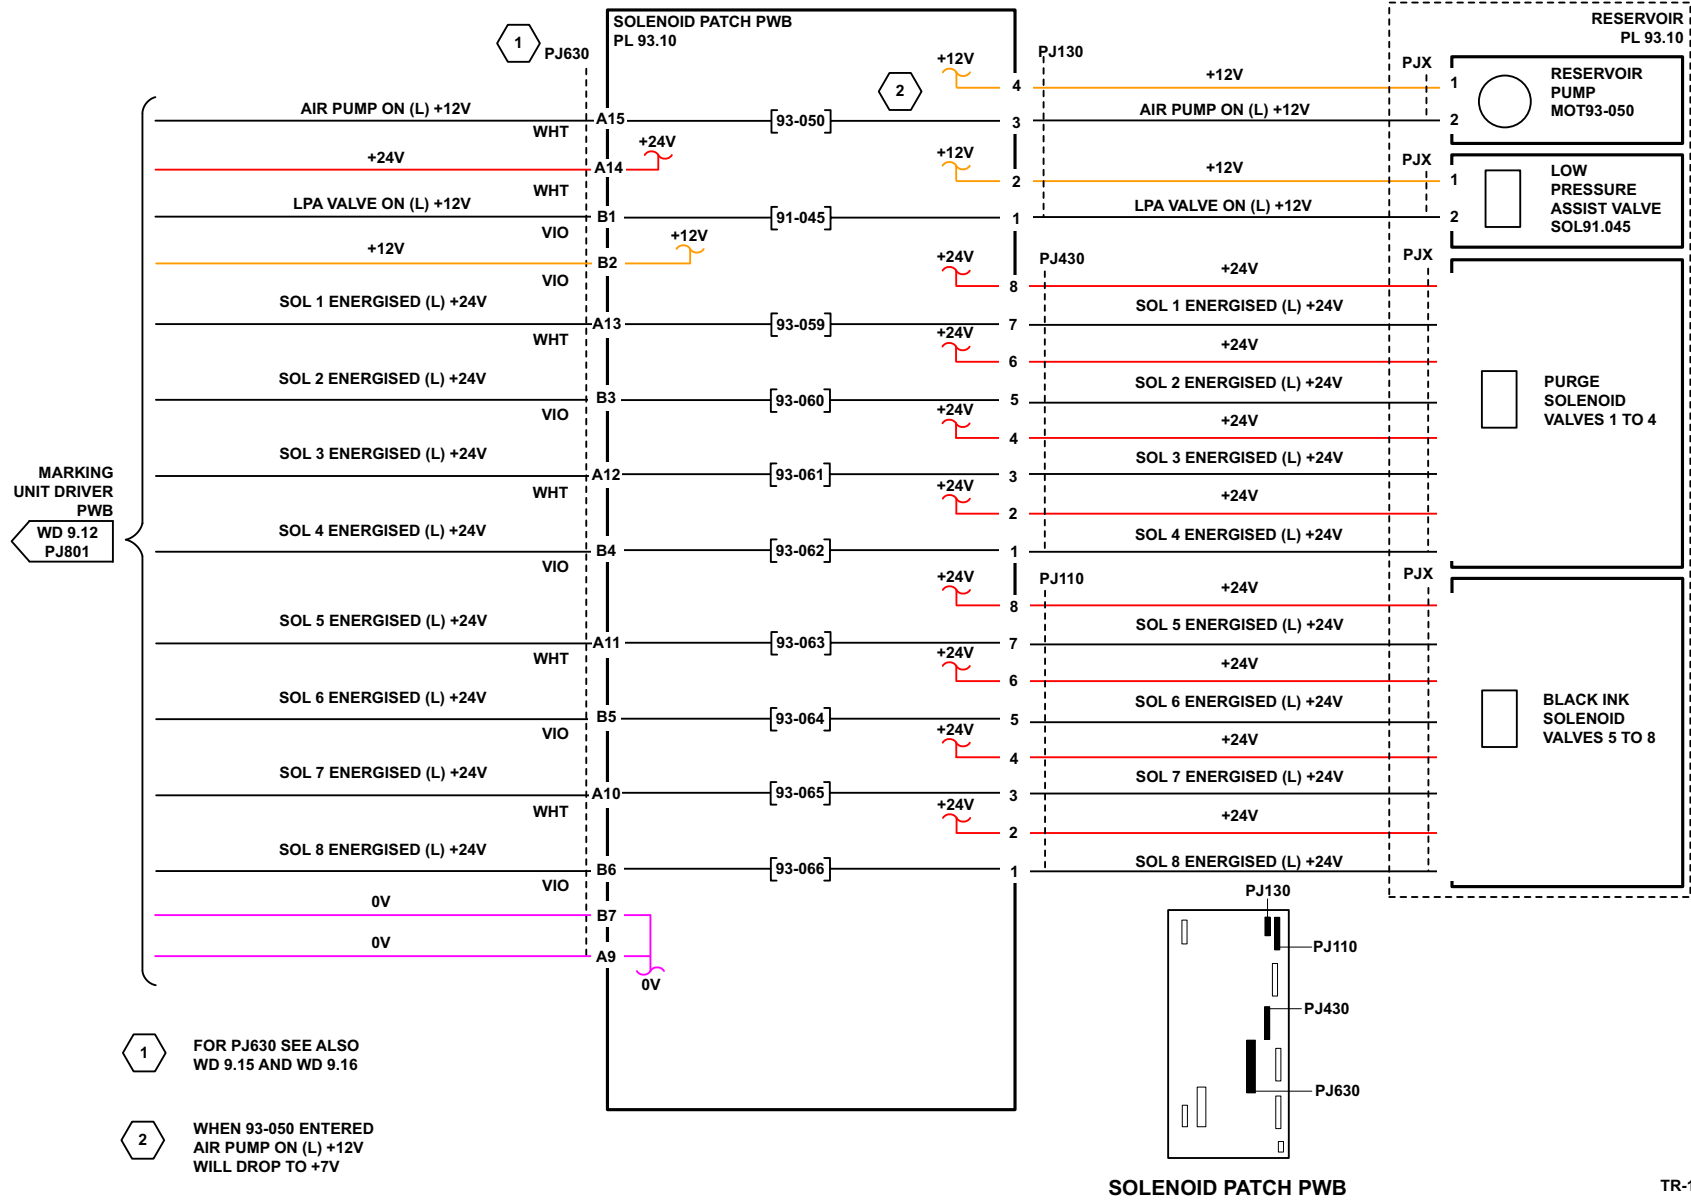 SOLENOID PATCH PWB
PL 93.10
RESERVOIR
PL 93.10
1
PJ630
2
PJ130
PJX
+12V
4
+12V
1
RESERVOIR
PUMP
MOT93-050
AIR PUMP ON (L) +12V
WHT
A15
[93-050]
3
AIR PUMP ON (L) +12V
2
+24V
WHT
A14
+24V
+12V
2
+12V
PJX
1
LOW
PRESSURE
ASSIST VALVE
SOL91.045
LPA VALVE ON (L) +12V
VIO
B1
[91-045]
1
LPA VALVE ON (L) +12V
2
+12V
VIO
B2
+12V
+24V
8
PJ430
+24V
PJX
SOL 1 ENERGISED (L) +24V
WHT
A13
[93-059]
7
SOL 1 ENERGISED (L) +24V
+24V
6
+24V
SOL 2 ENERGISED (L) +24V
VIO
B3
[93-060]
5
SOL 2 ENERGISED (L) +24V
PURGE
SOLENOID
VALVES 1 TO 4
+24V
4
+24V
SOL 3 ENERGISED (L) +24V
WHT
A12
[93-061]
3
SOL 3 ENERGISED (L) +24V
+24V
2
+24V
MARKING
UNIT DRIVER
PWB
WD 9.12
PJ801
SOL 4 ENERGISED (L) +24V
VIO
B4
[93-062]
1
SOL 4 ENERGISED (L) +24V
+24V
8
PJ110
+24V
PJX
SOL 5 ENERGISED (L) +24V
WHT
A11
[93-063]
7
SOL 5 ENERGISED (L) +24V
+24V
6
+24V
SOL 6 ENERGISED (L) +24V
VIO
B5
[93-064]
5
SOL 6 ENERGISED (L) +24V
BLACK INK
SOLENOID
VALVES 5 TO 8
+24V
4
+24V
SOL 7 ENERGISED (L) +24V
WHT
A10
[93-065]
3
SOL 7 ENERGISED (L) +24V
+24V
2
+24V
SOL 8 ENERGISED (L) +24V
VIO
B6
[93-066]
1
SOL 8 ENERGISED (L) +24V
0V
B7
0V
A9
0V
PJ130
PJ110
PJ430
PJ630
1
FOR PJ630 SEE ALSO
WD 9.15 AND WD 9.16
2
WHEN 93-050 ENTERED
AIR PUMP ON (L) +12V
WILL DROP TO +7V
SOLENOID PATCH PWB